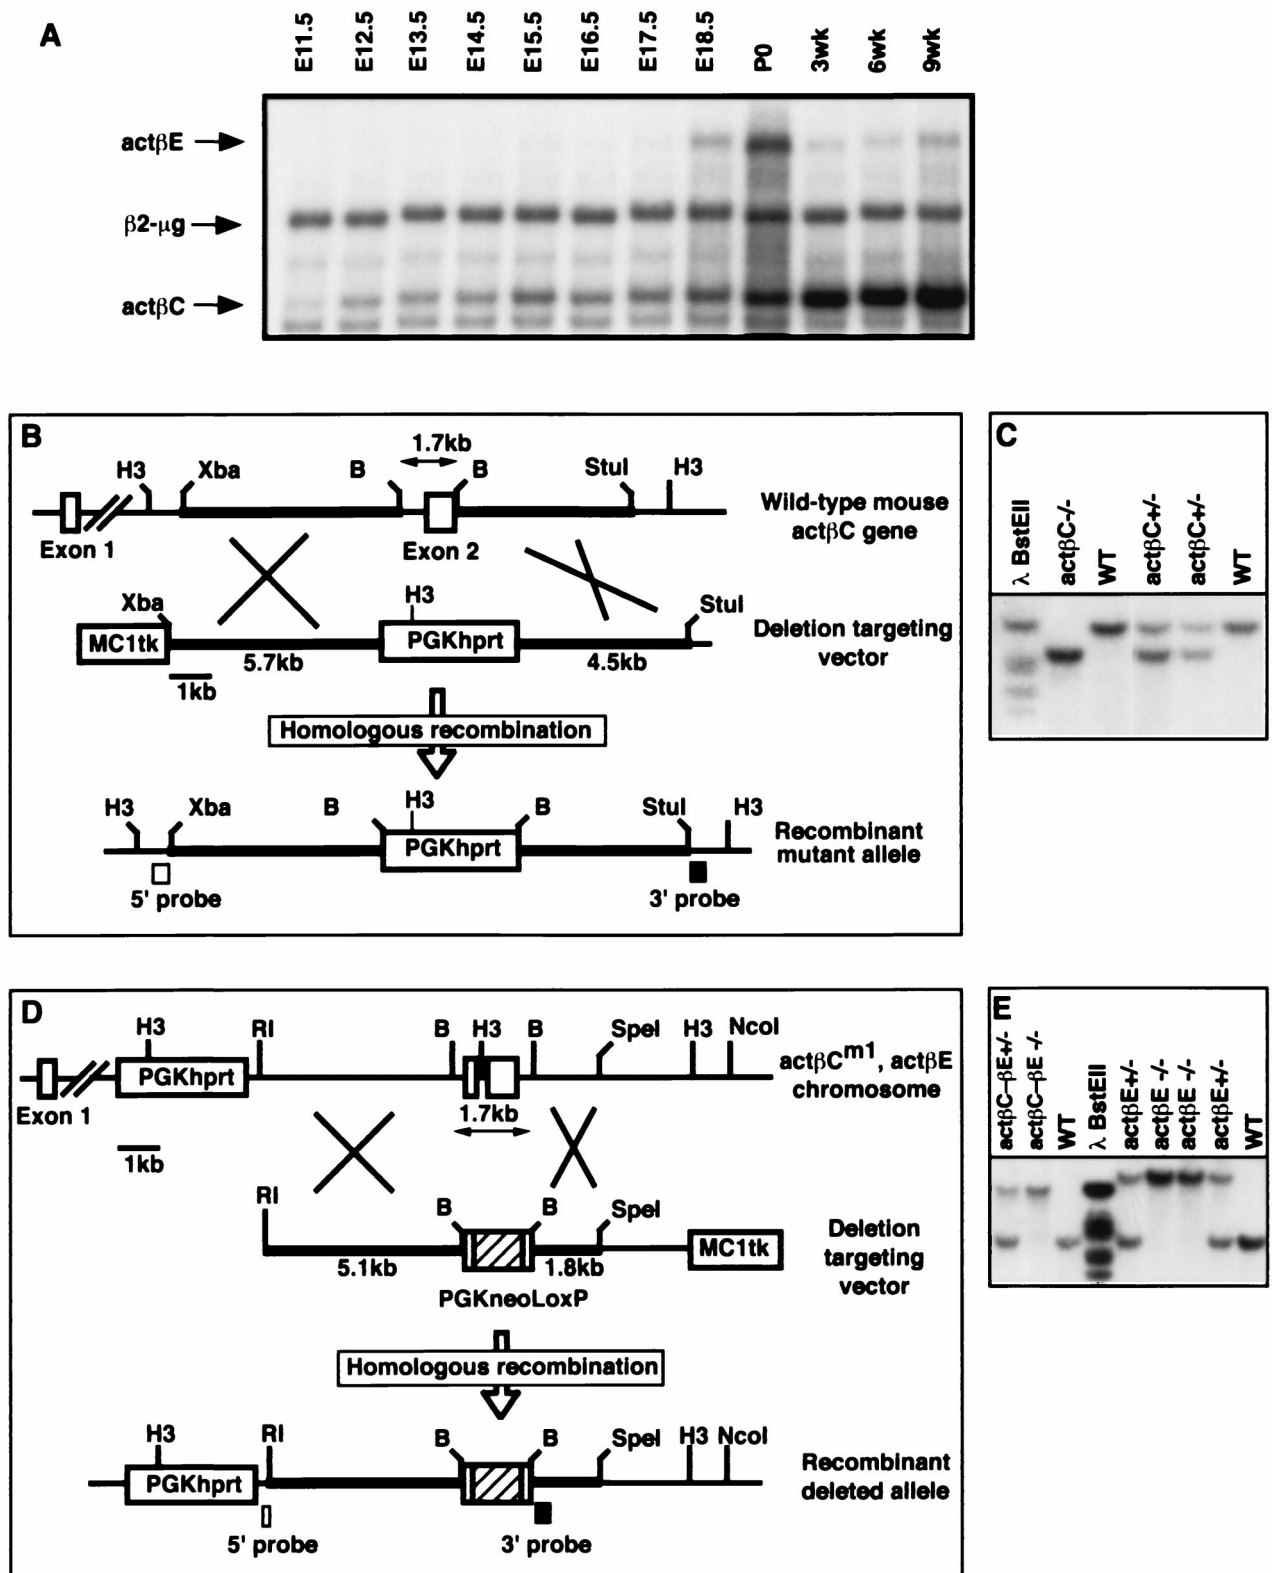 A
E11.5 E12.5 E13.5 E14.5 E15.5 E16.5 E17.5 E18.5 P0 3wk 6wk 9wk
actβE
β2-μg
actβC
B
1.7kb
H3 Xba B B StuI H3
Wild-type mouse
actβC gene
Exon 1 Exon 2
H3
Xba StuI
MC1tk PGKhprt
Deletion targeting
vector
5.7kb 4.5kb
1kb
Homologous recombination
H3 Xba B H3 B StuI H3
PGKhprt
Recombinant
mutant allele
5' probe 3' probe
C
λ BstEII actβC-/- WT actβC+/- actβC+/- WT
D
H3 RI B H3 B SpeI H3 NcoI
PGKhprt
actβCm1, actβE
chromosome
Exon 1 1.7kb
1kb
RI B B SpeI
MC1tk
Deletion
targeting
vector
5.1kb 1.8kb
PGKneoLoxP
Homologous recombination
H3 RI B B SpeI H3 NcoI
PGKhprt
Recombinant
deleted allele
5' probe 3' probe
E
actβC–βE+/- actβC–βE -/- WT λ BstEII actβE+/- actβE -/- actβE -/- actβE+/- WT